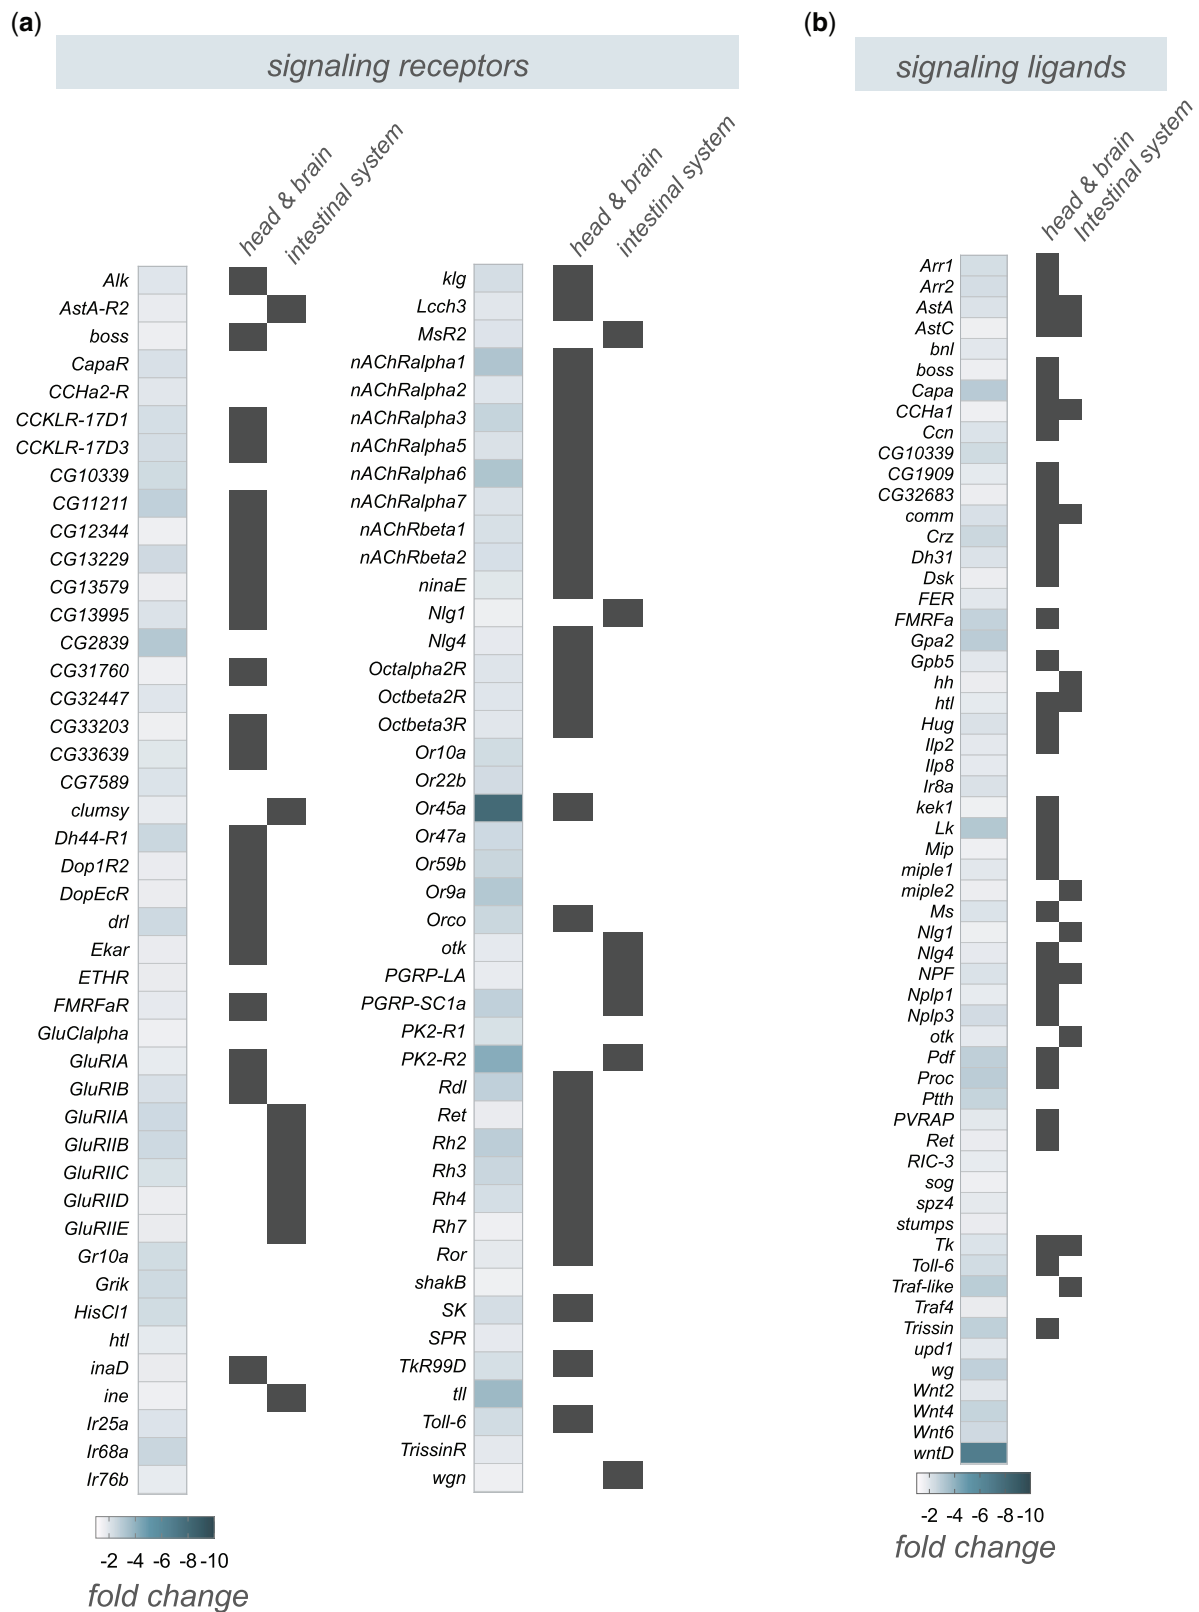 (a)
signaling receptors
head & brain
intestinal system
Alk
AstA-R2
boss
CapaR
CCHa2-R
CCKLR-17D1
CCKLR-17D3
CG10339
CG11211
CG12344
CG13229
CG13579
CG13995
CG2839
CG31760
CG32447
CG33203
CG33639
CG7589
clumsy
Dh44-R1
Dop1R2
DopEcR
drl
Ekar
ETHR
FMRFaR
GluClalpha
GluRIA
GluRIB
GluRIIA
GluRIIB
GluRIIC
GluRIID
GluRIIE
Gr10a
Grik
HisCl1
htl
inaD
ine
Ir25a
Ir68a
Ir76b
-2 -4 -6 -8 -10
fold change
head & brain
intestinal system
klg
Lcch3
MsR2
nAChRalpha1
nAChRalpha2
nAChRalpha3
nAChRalpha5
nAChRalpha6
nAChRalpha7
nAChRbeta1
nAChRbeta2
ninaE
Nlg1
Nlg4
Octalpha2R
Octbeta2R
Octbeta3R
Or10a
Or22b
Or45a
Or47a
Or59b
Or9a
Orco
otk
PGRP-LA
PGRP-SC1a
PK2-R1
PK2-R2
Rdl
Ret
Rh2
Rh3
Rh4
Rh7
Ror
shakB
SK
SPR
TkR99D
tll
Toll-6
TrissinR
wgn
(b)
signaling ligands
head & brain
Intestinal system
Arr1
Arr2
AstA
AstC
bnl
boss
Capa
CCHa1
Ccn
CG10339
CG1909
CG32683
comm
Crz
Dh31
Dsk
FER
FMRFa
Gpa2
Gpb5
hh
htl
Hug
Ilp2
Ilp8
Ir8a
kek1
Lk
Mip
miple1
miple2
Ms
Nlg1
Nlg4
NPF
Nplp1
Nplp3
otk
Pdf
Proc
Ptth
PVRAP
Ret
RIC-3
sog
spz4
stumps
Tk
Toll-6
Traf-like
Traf4
Trissin
upd1
wg
Wnt2
Wnt4
Wnt6
wntD
-2 -4 -6 -8 -10
fold change